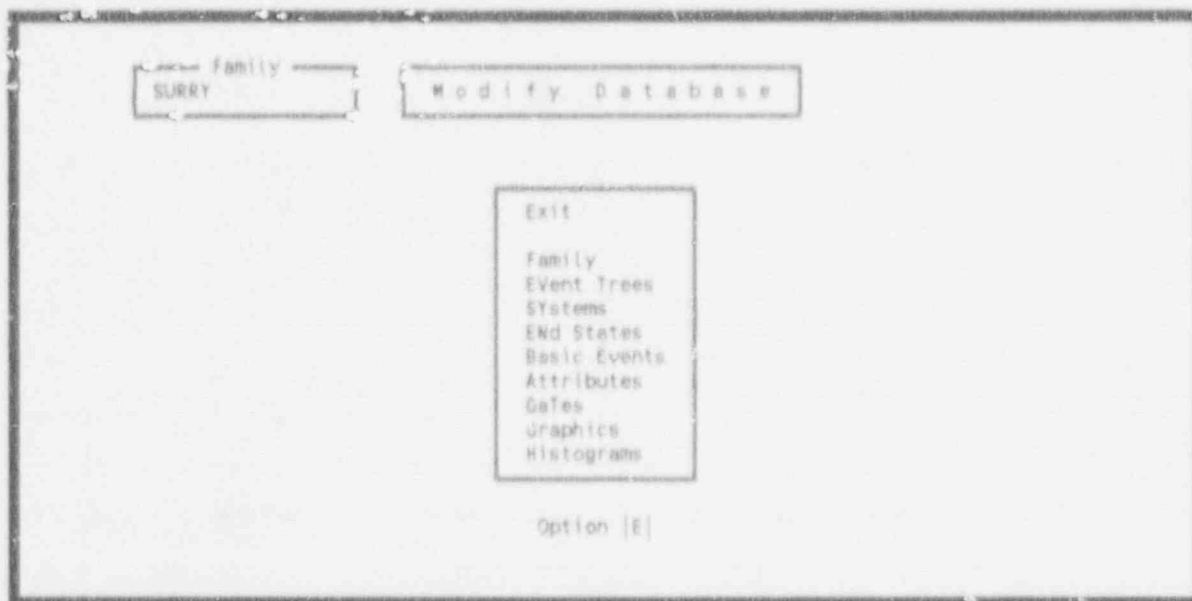 Family
SURRY
Modify Database
Exit
Family
EVent Trees
SYstems
ENd States
Basic Events
Attributes
GaTes
Graphics
Histograms
Option |E|